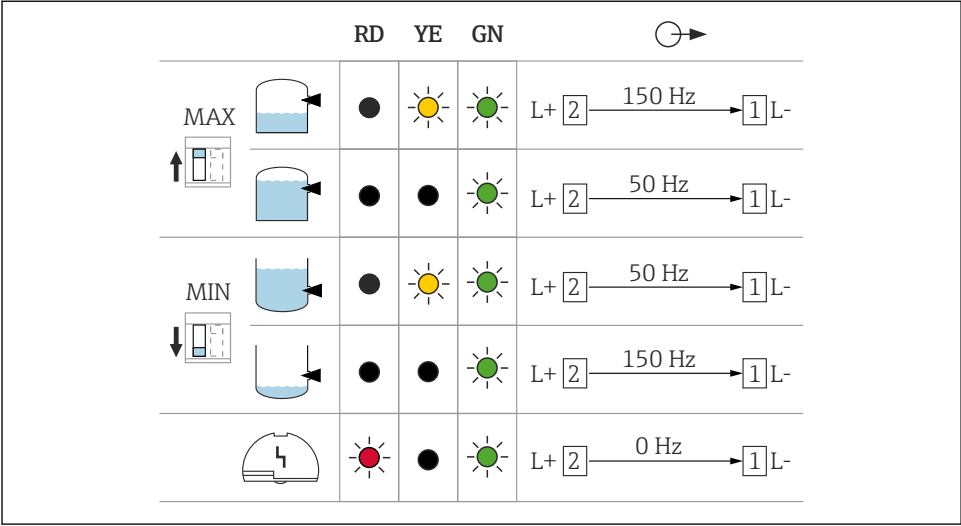 RD YE GN
MAX
L+ 2 150 Hz 1 L-
L+ 2 50 Hz 1 L-
MIN
L+ 2 50 Hz 1 L-
L+ 2 150 Hz 1 L-
L+ 2 0 Hz 1 L-